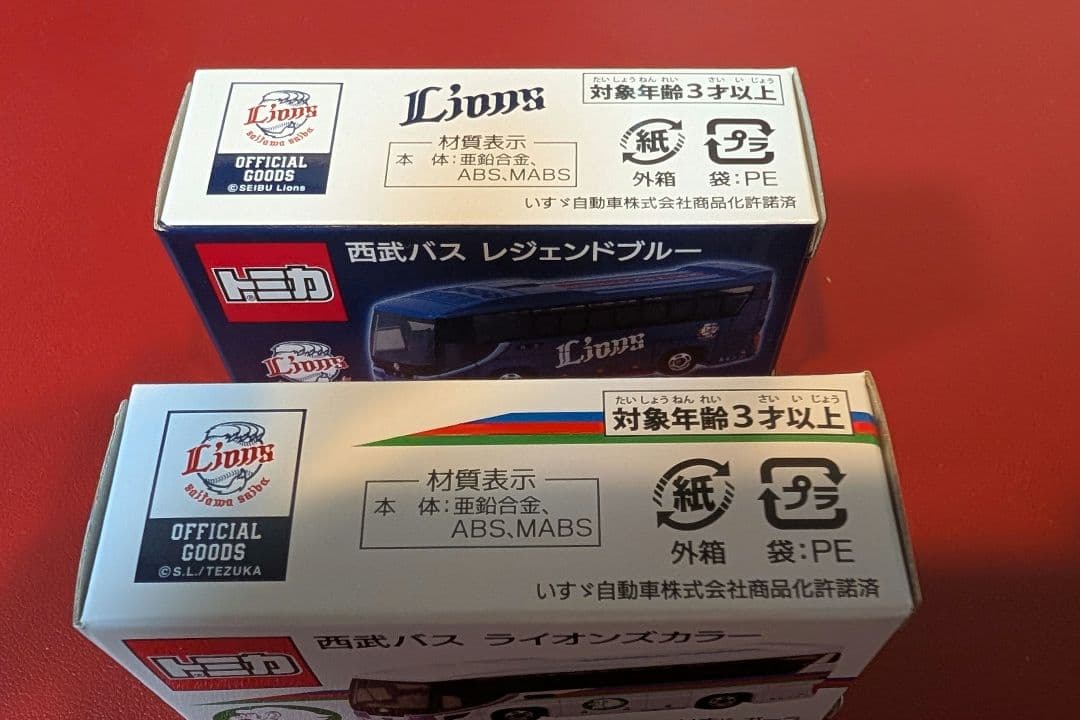 Lions
saitama seibu
OFFICIAL
GOODS
©SEIBU Lions
Lions
材質表示
本 体:亜鉛合金、
ABS、MABS
たいしょうねんれい さいいじょう
対象年齢3才以上
紙
外箱
プラ
袋:PE
いすゞ自動車株式会社商品化許諾済
トミカ
西武バス レジェンドブルー
Lions
Lions
Lions
saitama seibu
OFFICIAL
GOODS
©S.L./TEZUKA
材質表示
本 体:亜鉛合金、
ABS、MABS
たいしょうねんれい さいいじょう
対象年齢3才以上
紙
外箱
プラ
袋:PE
いすゞ自動車株式会社商品化許諾済
トミカ
西武バス ライオンズカラー